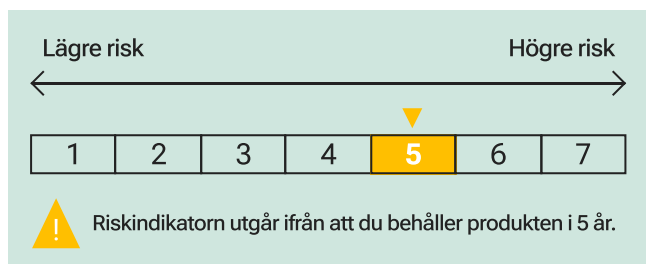 Lägre risk Högre risk
1 2 3 4 5 6 7
! Riskindikatorn utgår ifrån att du behåller produkten i 5 år.